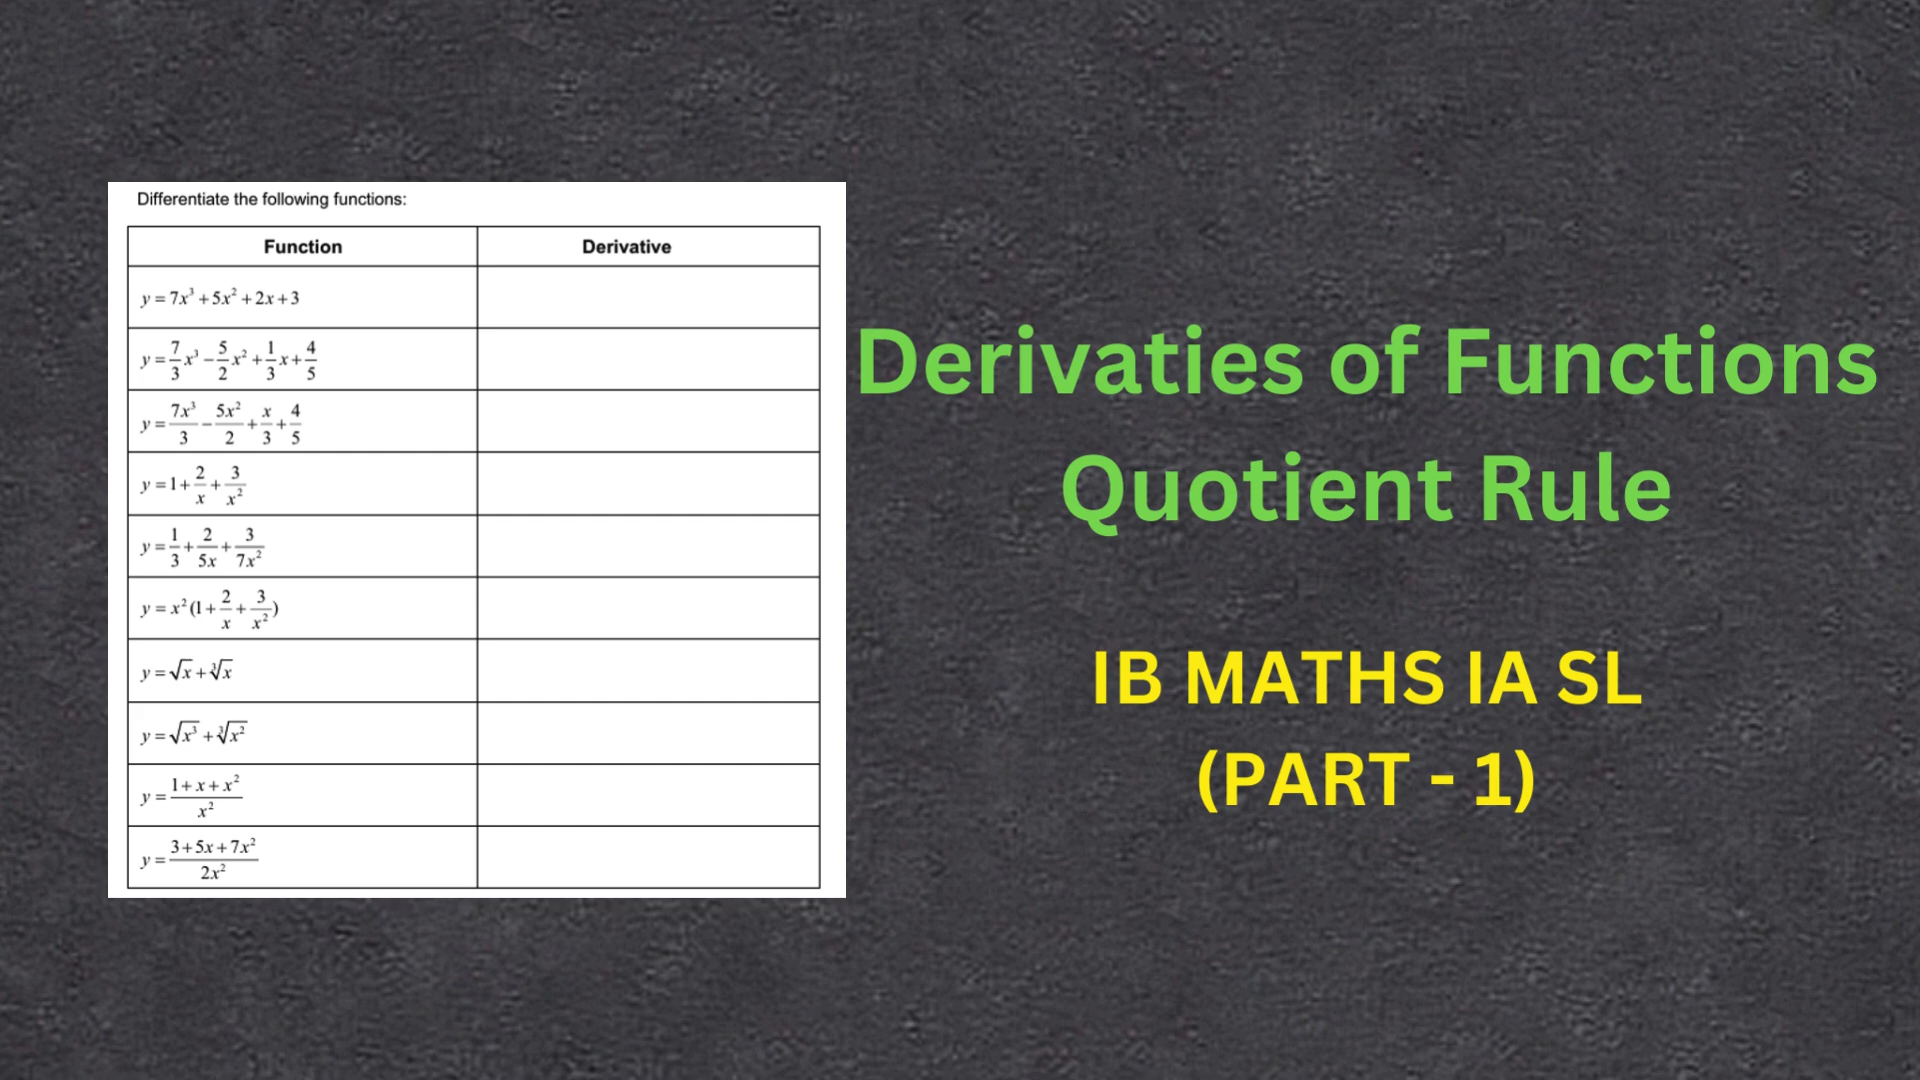 Differentiate the following functions:
Function Derivative
y = 7x³ + 5x² + 2x + 3
y = 7/3 x³ − 5/2 x² + 1/3 x + 4/5
y = 7x³/3 − 5x²/2 + x/3 + 4/5
y = 1 + 2/x + 3/x²
y = 1/3 + 2/5x + 3/7x²
y = x²(1 + 2/x + 3/x²)
y = √x + ∛x
y = √x³ + ∛x²
y = 1 + x + x² / x²
y = 3 + 5x + 7x² / 2x²
Derivaties of Functions
Quotient Rule
IB MATHS IA SL
(PART - 1)